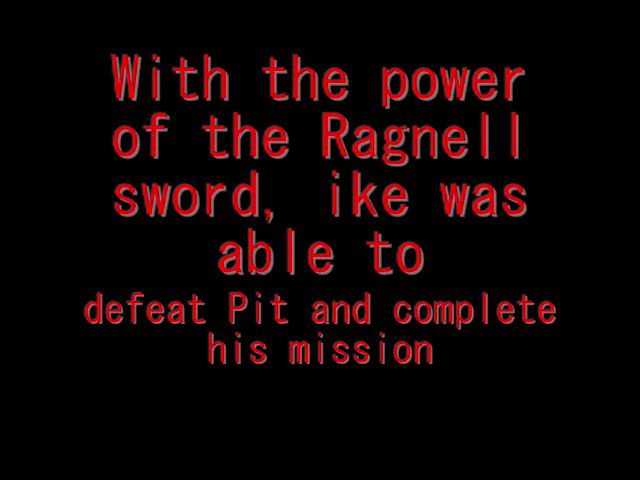 With the power
of the Ragnell
sword, ike was
able to
defeat Pit and complete
his mission